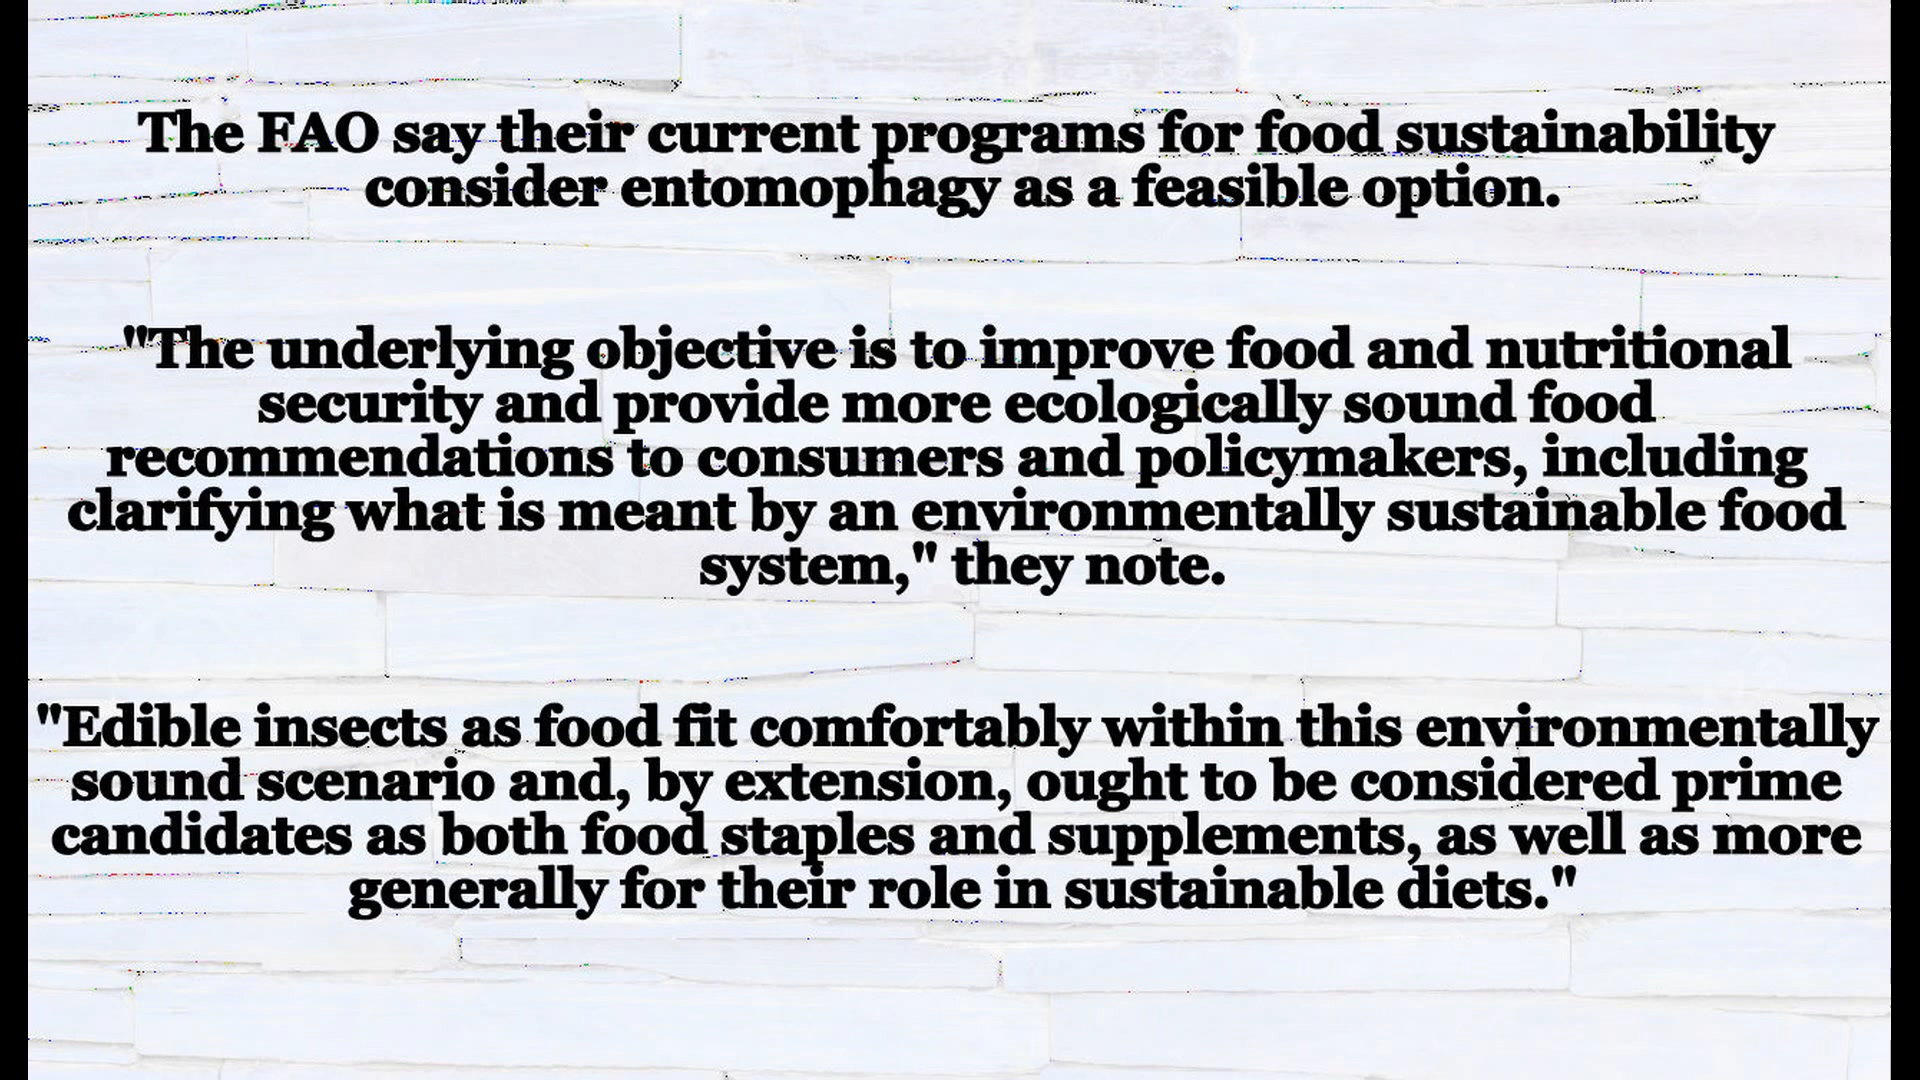 The FAO say their current programs for food sustainability
consider entomophagy as a feasible option.
"The underlying objective is to improve food and nutritional
security and provide more ecologically sound food
recommendations to consumers and policymakers, including
clarifying what is meant by an environmentally sustainable food
system," they note.
"Edible insects as food fit comfortably within this environmentally
sound scenario and, by extension, ought to be considered prime
candidates as both food staples and supplements, as well as more
generally for their role in sustainable diets."